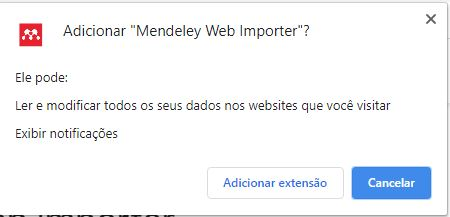 Adicionar "Mendeley Web Importer"?
Ele pode:
Ler e modificar todos os seus dados nos websites que você visitar
Exibir notificações
Adicionar extensão
Cancelar